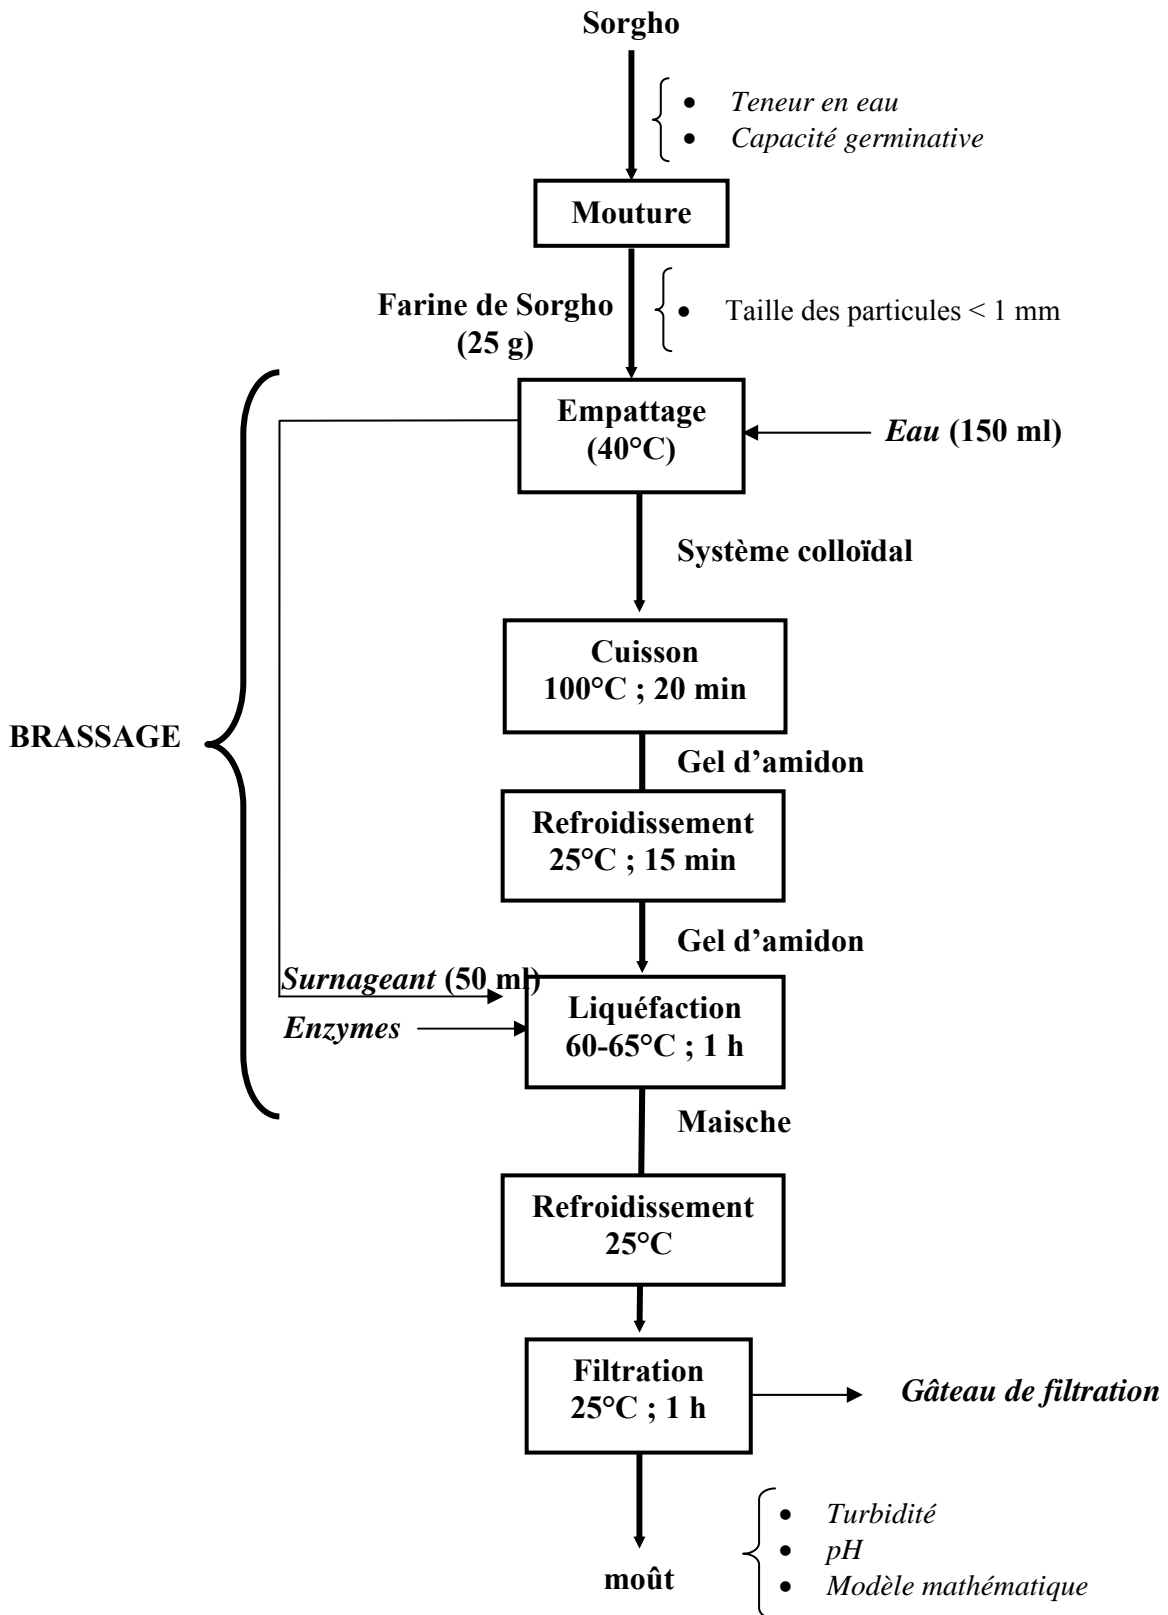 Sorgho
• Teneur en eau
• Capacité germinative
Mouture
Farine de Sorgho
(25 g)
• Taille des particules < 1 mm
Empattage
(40°C)
Eau (150 ml)
Système colloïdal
Cuisson
100°C ; 20 min
BRASSAGE
Gel d’amidon
Refroidissement
25°C ; 15 min
Gel d’amidon
Surnageant (50 ml)
Enzymes
Liquéfaction
60-65°C ; 1 h
Maische
Refroidissement
25°C
Filtration
25°C ; 1 h
Gâteau de filtration
moût
• Turbidité
• pH
• Modèle mathématique